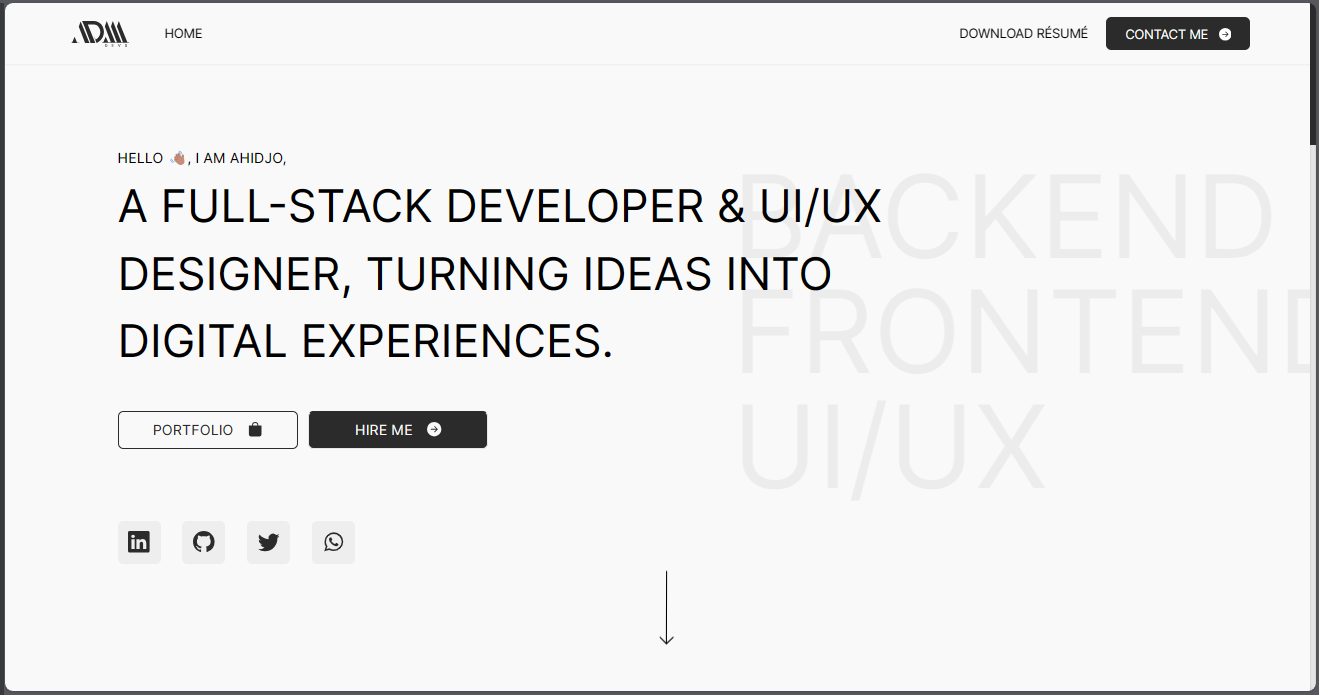 ADM
DEVS
HOME
DOWNLOAD RÉSUMÉ
CONTACT ME
HELLO 👋🏽, I AM AHIDJO,
A FULL-STACK DEVELOPER & UI/UX
DESIGNER, TURNING IDEAS INTO
DIGITAL EXPERIENCES.
BACKEND
FRONTEND
UI/UX
PORTFOLIO
HIRE ME
in